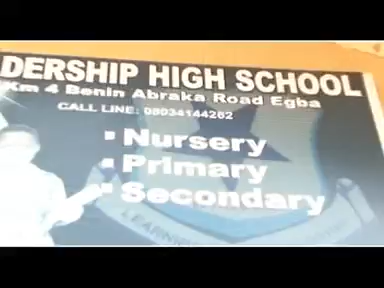 DERSHIP HIGH SCHOOL
Km 4 Benin Abraka Road Egba
CALL LINE: 08034144262
Nursery
Primary
Secondary